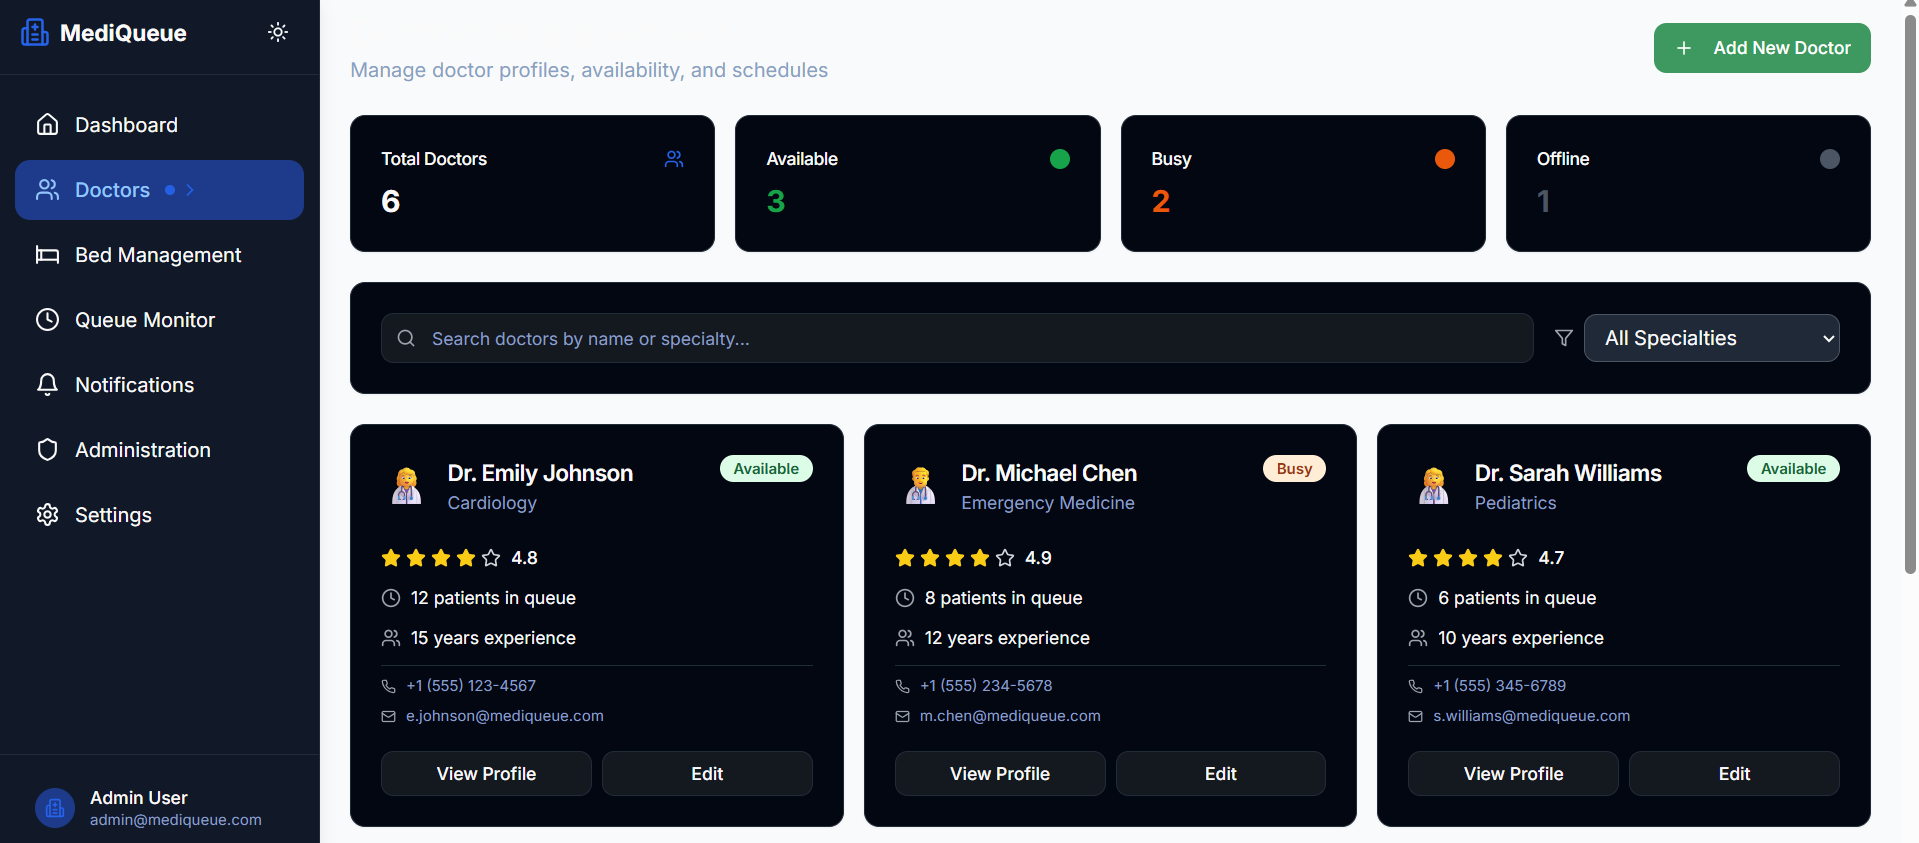 MediQueue
Dashboard
Doctors
Bed Management
Queue Monitor
Notifications
Administration
Settings
Admin User
admin@mediqueue.com
Manage doctor profiles, availability, and schedules
Add New Doctor
Total Doctors
6
Available
3
Busy
2
Offline
1
Search doctors by name or specialty...
All Specialties
Dr. Emily Johnson
Available
Cardiology
4.8
12 patients in queue
15 years experience
+1 (555) 123-4567
e.johnson@mediqueue.com
View Profile
Edit
Dr. Michael Chen
Busy
Emergency Medicine
4.9
8 patients in queue
12 years experience
+1 (555) 234-5678
m.chen@mediqueue.com
View Profile
Edit
Dr. Sarah Williams
Available
Pediatrics
4.7
6 patients in queue
10 years experience
+1 (555) 345-6789
s.williams@mediqueue.com
View Profile
Edit